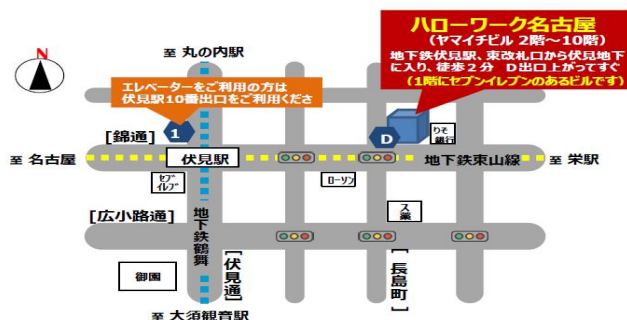 ハローワーク名古屋
(ヤマイチビル 2階～10階)
地下鉄伏見駅、東改札口から伏見地下
に入り、徒歩２分 D出口上がってすぐ
(１階にセブンイレブンのあるビルです)
N
至 丸の内駅
エレベーターをご利用の方は
伏見駅10番出口をご利用くださ
[錦通]
1
D
りそ
銀行
至 名古屋
伏見駅
地下鉄東山線
至 栄駅
セブ
イレブ
ローソン
[広小路通]
地下鉄鶴舞
ス薬
御園
[伏見通]
[長島町]
至 大須観音駅